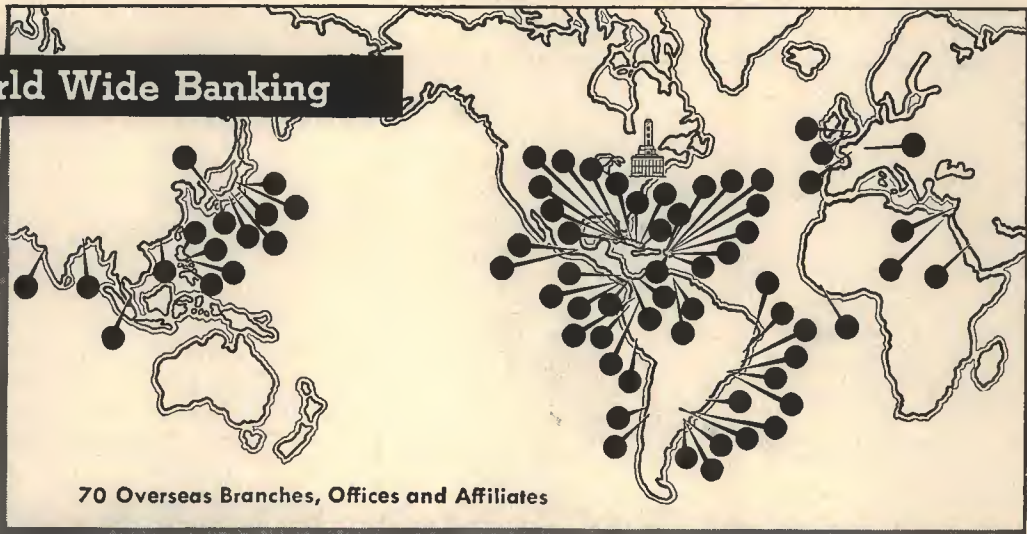 rld Wide Banking
70 Overseas Branches, Offices and Affiliates